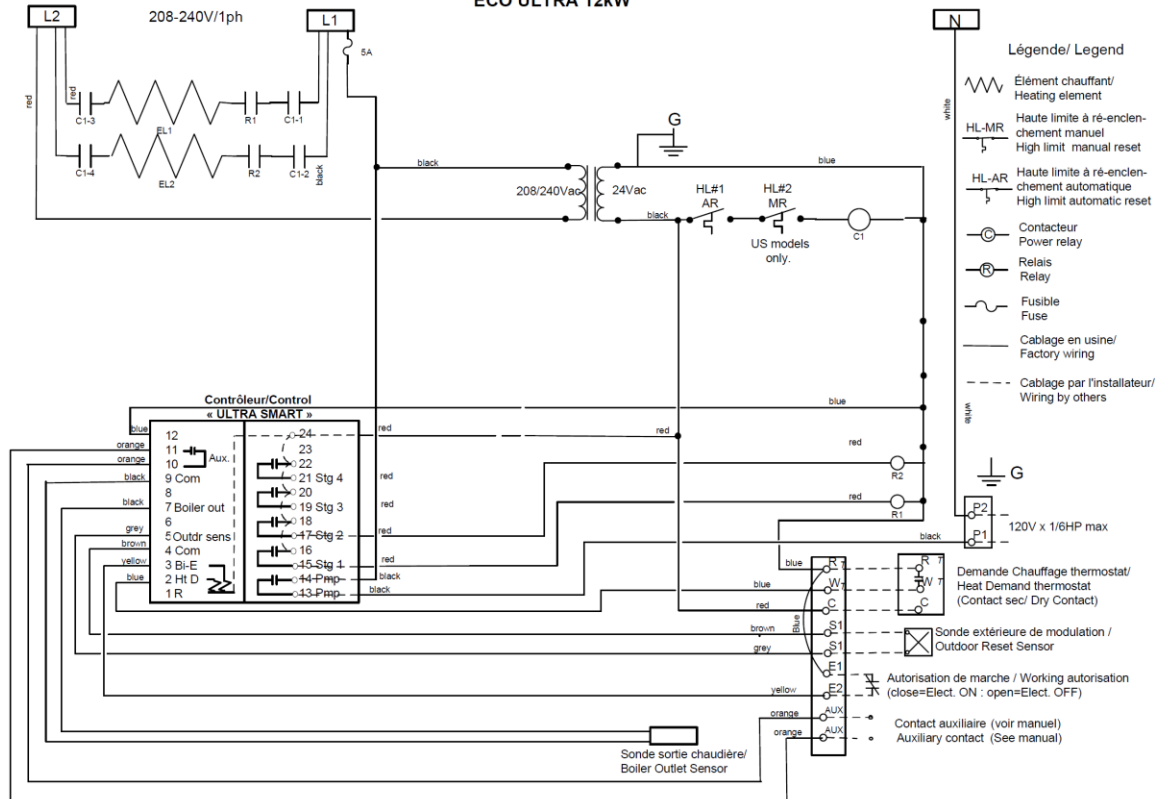 ECO ULTRA 12kW
L2
208-240V/1ph
L1
N
5A
red
red
C1-3
EL1
R1
C1-1
C1-4
EL2
R2
C1-2
black
black
208/240Vac
24Vac
G
blue
black
HL#1
AR
HL#2
MR
US models
only.
C1
white
white
Légende/ Legend
Élément chauffant/
Heating element
HL-MR
Haute limite à ré-enclen-
chement manuel
High limit manual reset
HL-AR
Haute limite à ré-enclen-
chement automatique
High limit automatic reset
C
Contacteur
Power relay
R
Relais
Relay
Fusible
Fuse
Cablage en usine/
Factory wiring
Cablage par l'installateur/
Wiring by others
Contrôleur/Control
« ULTRA SMART »
blue
orange
orange
black
black
grey
brown
yellow
blue
12
11
Aux.
10
9 Com
8
7 Boiler out
6
5 Outdr sens
4 Com
3 Bi-E
2 Ht D
1 R
24
23
22
21 Stg 4
20
19 Stg 3
18
17 Stg 2
16
15 Stg 1
14 Pmp
13 Pmp
red
red
red
red
red
black
black
blue
red
red
R2
red
R1
black
G
P2
P1
120V x 1/6HP max
blue
blue
red
Blue
brown
grey
yellow
orange
orange
R T
W T
C
S1
S1
E1
E2
AUX
AUX
R T
W T
C
Demande Chauffage thermostat/
Heat Demand thermostat
(Contact sec/ Dry Contact)
Sonde extérieure de modulation /
Outdoor Reset Sensor
Autorisation de marche / Working autorisation
(close=Elect. ON : open=Elect. OFF)
Contact auxiliaire (voir manuel)
Auxiliary contact (See manual)
Sonde sortie chaudière/
Boiler Outlet Sensor